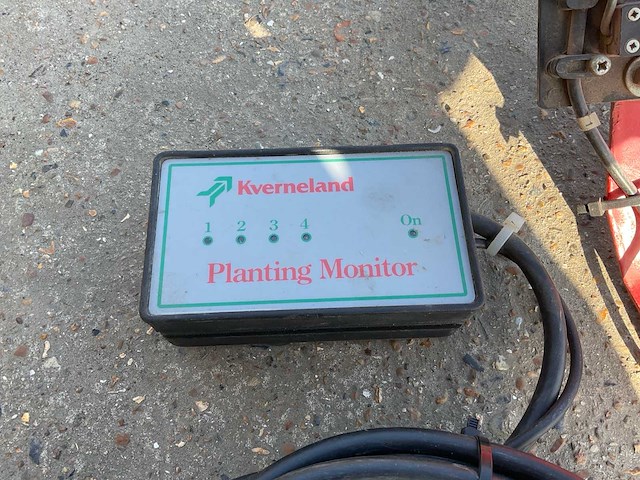 Kverneland
1 2 3 4 On
Planting Monitor